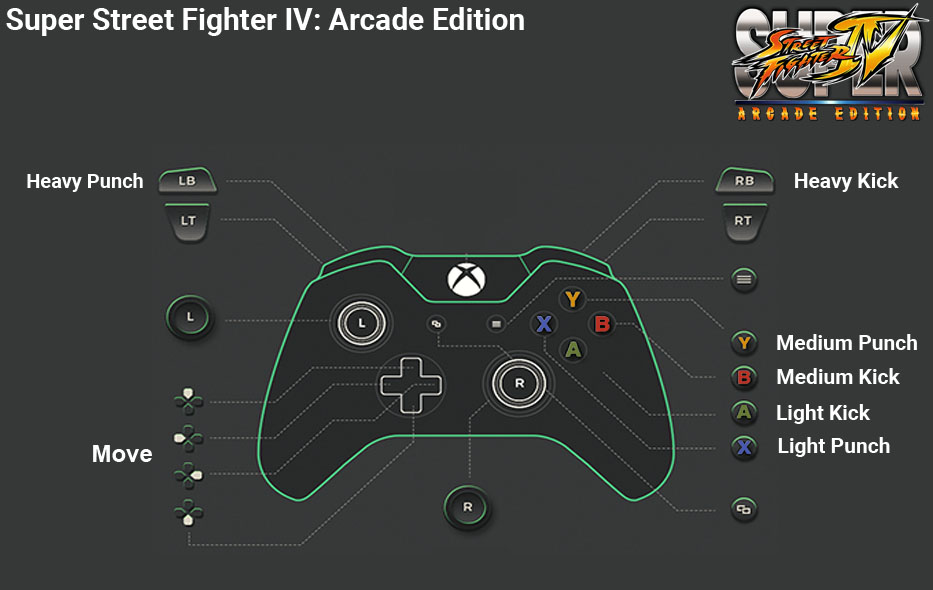 Super Street Fighter IV: Arcade Edition
SUPER
STREET
FIGHTER IV
ARCADE EDITION
Heavy Punch
LB
RB
Heavy Kick
LT
RT
Y
L
L
X
B
A
Y
Medium Punch
R
B
Medium Kick
A
Light Kick
Move
X
Light Punch
R